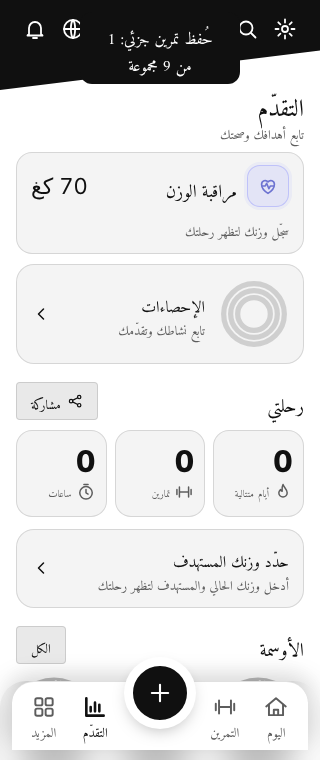 حُفظ تمرين جزئي: 1
من 9 مجموعة
التقدّم
تابع أهدافك وصحتك
مراقبة الوزن
70 كغ
سجّل وزنك لتظهر رحلتك
الإحصاءات
تابع نشاطك وتقدّمك
رحلتي
مشاركة
0
أيام متتالية
0
تمارين
0
ساعات
حدّد وزنك المستهدف
أدخل وزنك الحالي والمستهدف لتظهر رحلتك
الأوسمة
الكل
اليوم
التمرين
التقدّم
المزيد